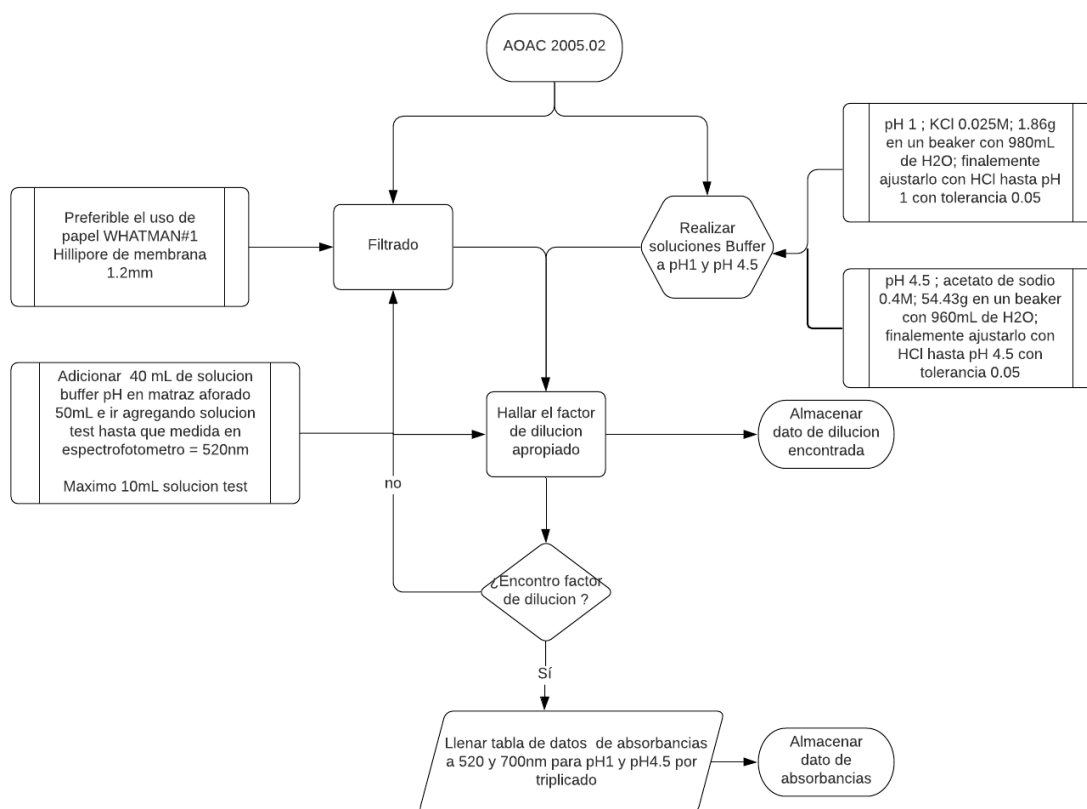 AOAC 2005.02
pH 1 ; KCl 0.025M; 1.86g
en un beaker con 980mL
de H2O; finalemente
ajustarlo con HCl hasta pH
1 con tolerancia 0.05
Preferible el uso de
papel WHATMAN#1
Hillipore de membrana
1.2mm
Filtrado
Realizar
soluciones Buffer
a pH1 y pH 4.5
pH 4.5 ; acetato de sodio
0.4M; 54.43g en un beaker
con 960mL de H2O;
finalemente ajustarlo con
HCl hasta pH 4.5 con
tolerancia 0.05
Adicionar 40 mL de solucion
buffer pH en matraz aforado
50mL e ir agregando solucion
test hasta que medida en
espectrofotometro = 520nm
Maximo 10mL solucion test
Hallar el factor
de dilucion
apropiado
Almacenar
dato de dilucion
encontrada
no
¿Encontro factor
de dilucion ?
Sí
Llenar tabla de datos de absorbancias
a 520 y 700nm para pH1 y pH4.5 por
triplicado
Almacenar
dato de
absorbancias